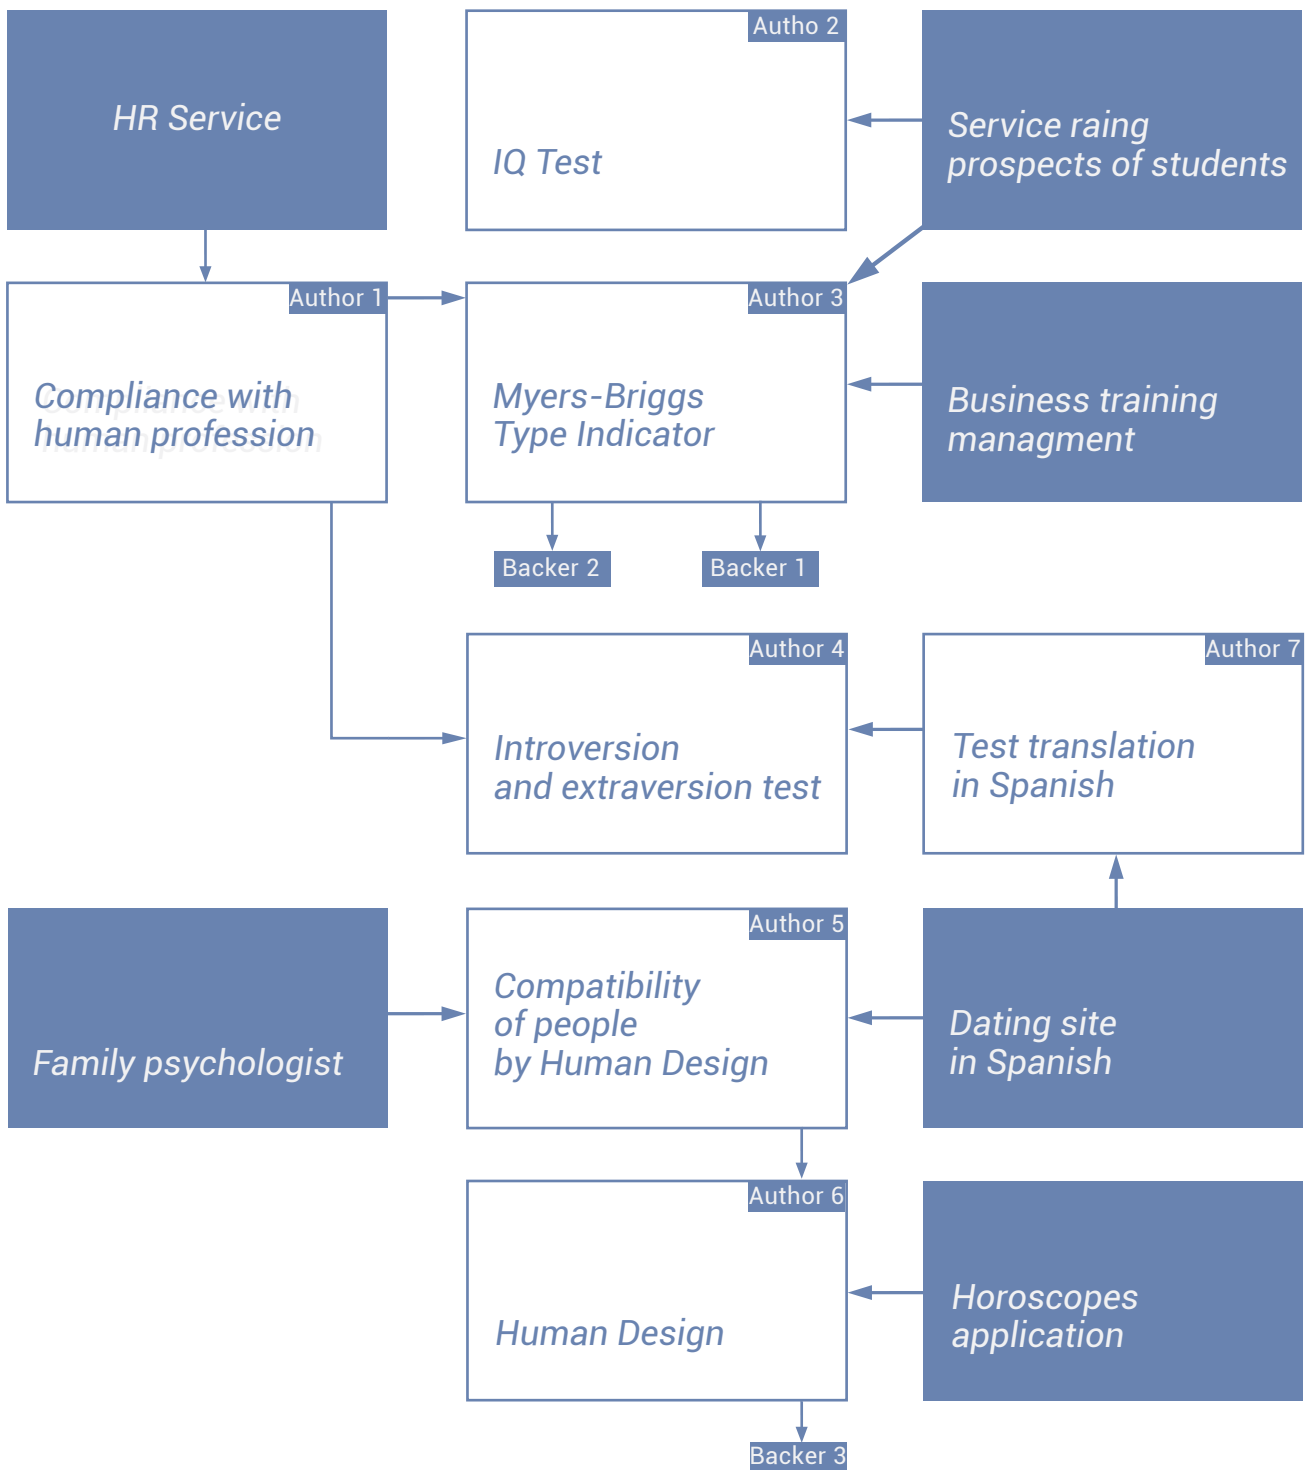 HR Service
Autho 2
IQ Test
Service raing
prospects of students
Author 1
Compliance with
human profession
Author 3
Myers-Briggs
Type Indicator
Business training
managment
Backer 2
Backer 1
Author 4
Introversion
and extraversion test
Author 7
Test translation
in Spanish
Family psychologist
Author 5
Compatibility
of people
by Human Design
Dating site
in Spanish
Author 6
Human Design
Horoscopes
application
Backer 3